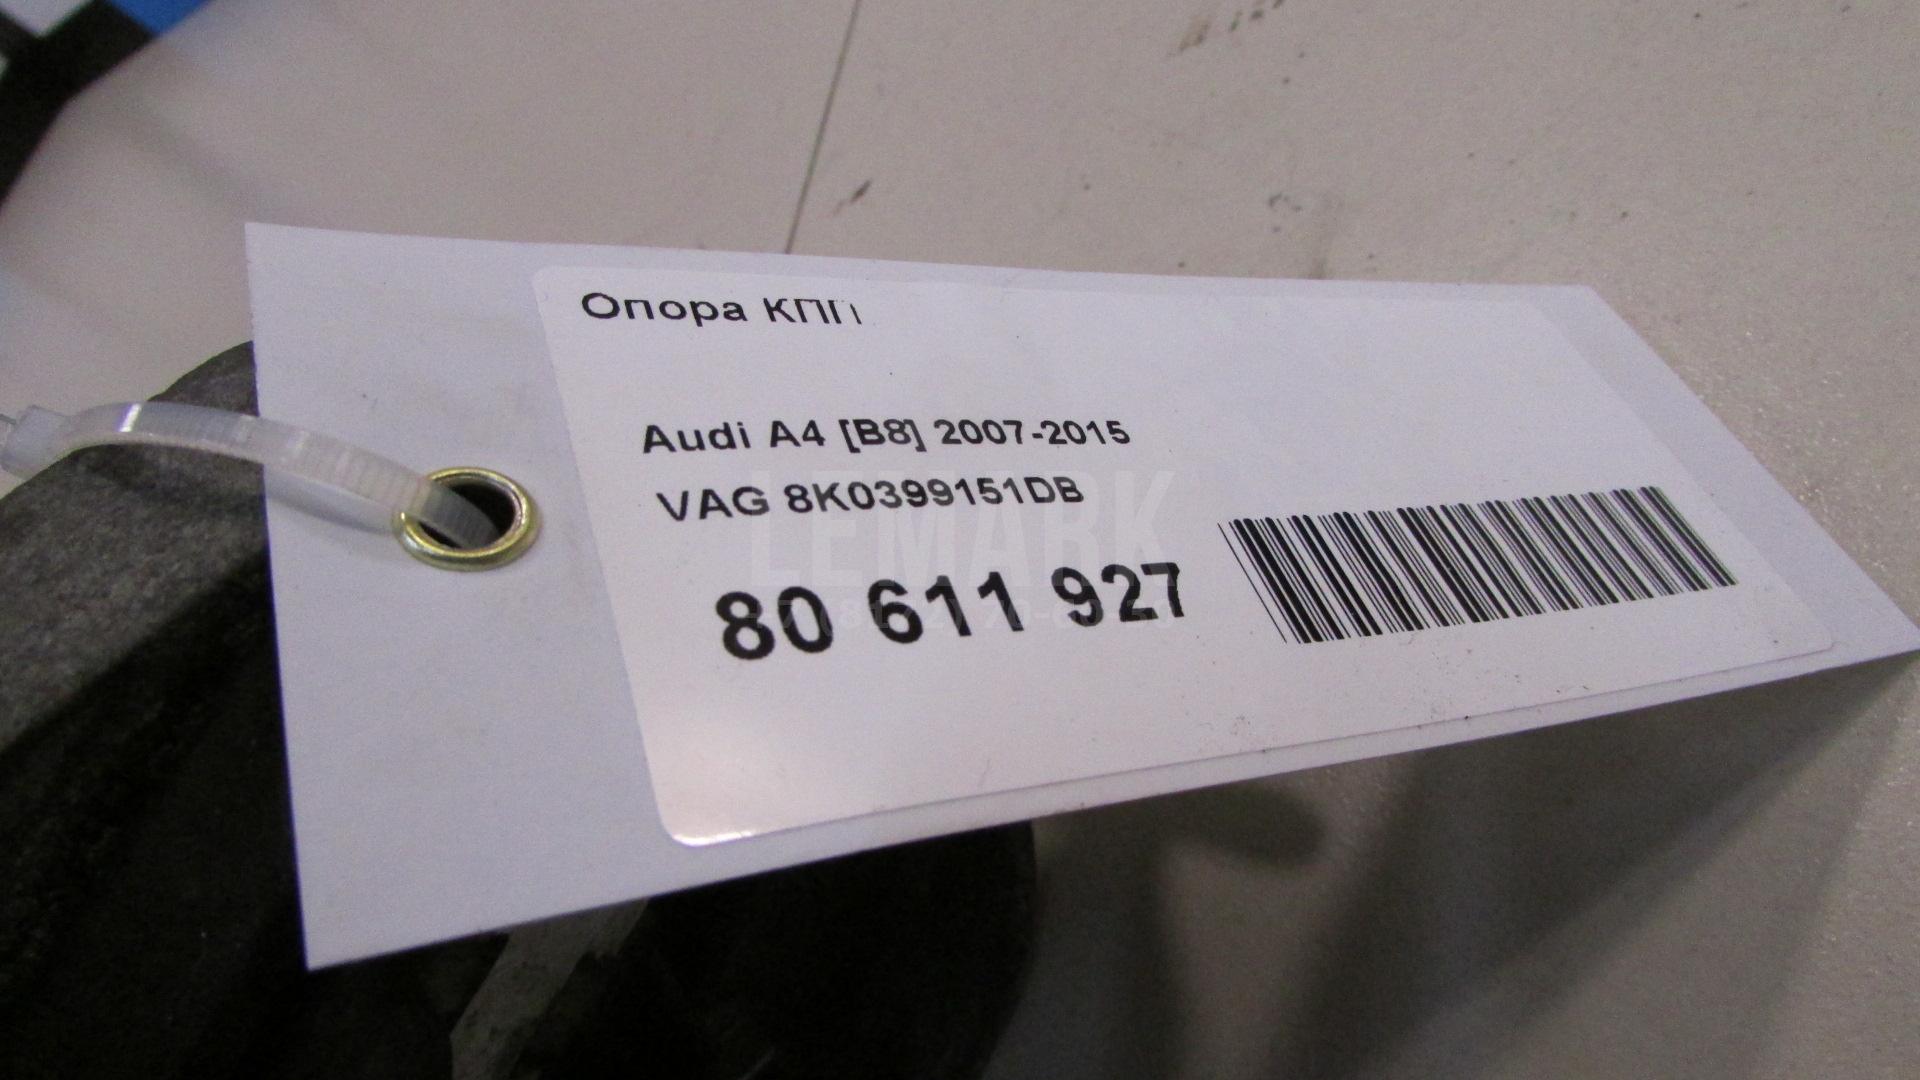 Опора КПП
Audi A4 [B8] 2007-2015
VAG 8K0399151DB
LEMARK
80 611 927